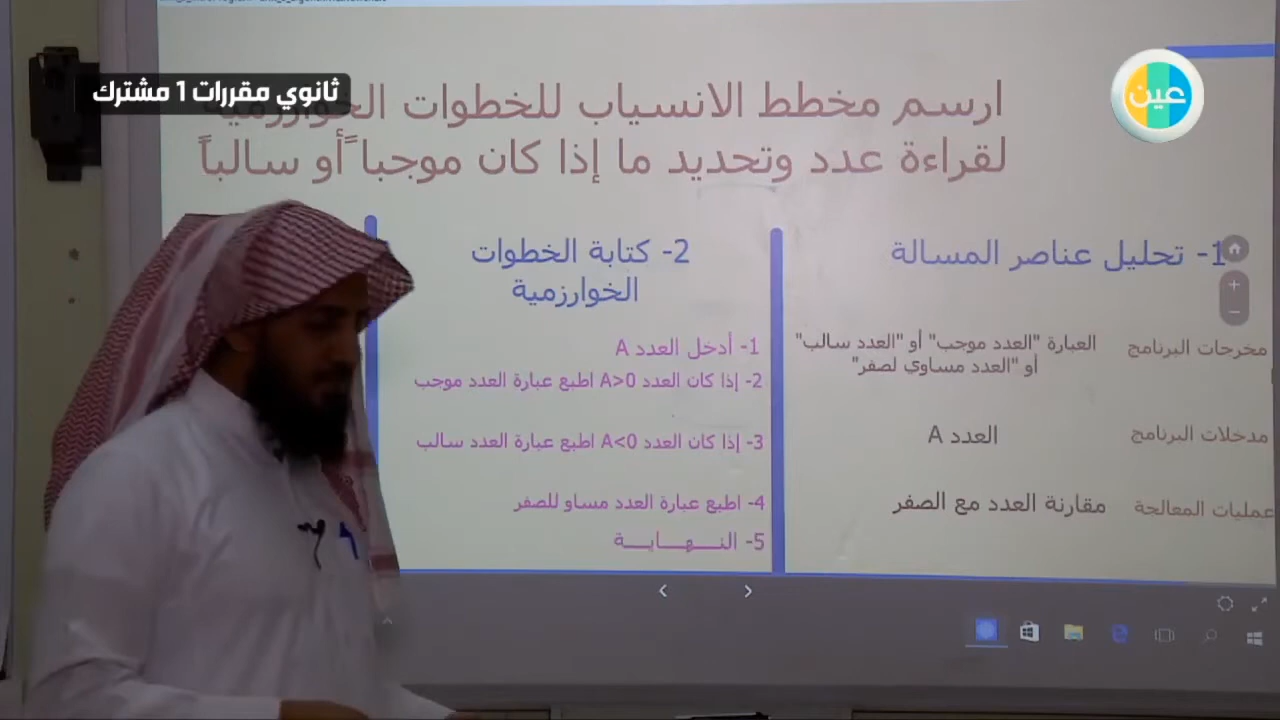 ثانوي مقررات 1 مشترك
عين
ارسم مخطط الانسياب للخطوات الخوارزمية
لقراءة عدد وتحديد ما إذا كان موجباً أو سالباً
1- تحليل عناصر المسالة
مخرجات البرنامج
العبارة "العدد موجب" أو "العدد سالب"
أو "العدد مساوي لصفر"
مدخلات البرنامج
العدد A
عمليات المعالجة
مقارنة العدد مع الصفر
2- كتابة الخطوات
الخوارزمية
1- أدخل العدد A
2- إذا كان العدد A>0 اطبع عبارة العدد موجب
3- إذا كان العدد A<0 اطبع عبارة العدد سالب
4- اطبع عبارة العدد مساو للصفر
5- النـــهـــايـــة